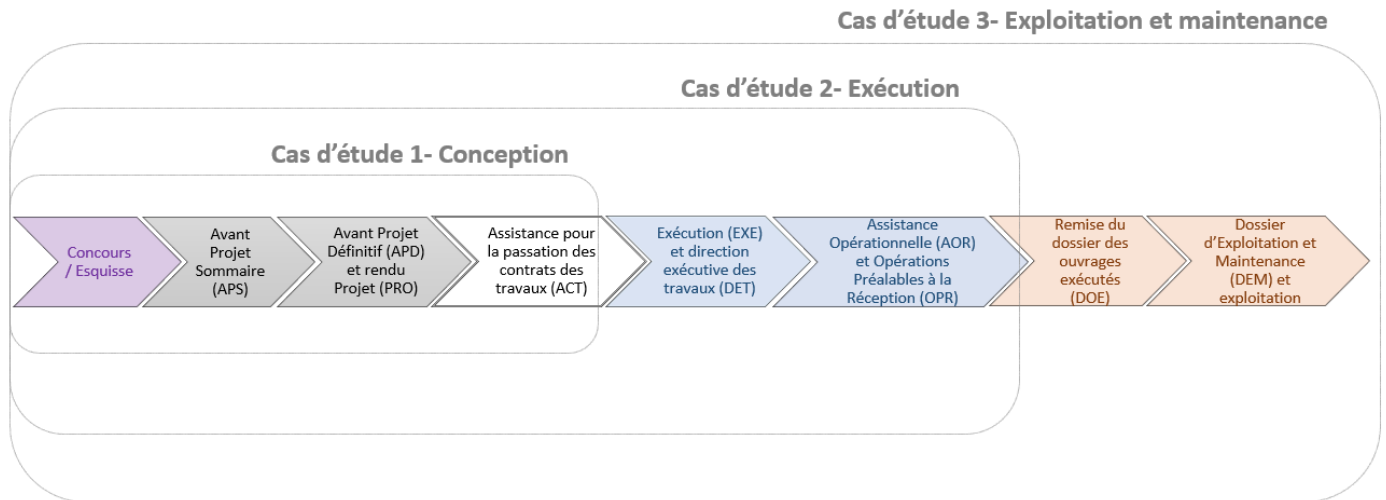 Cas d'étude 3- Exploitation et maintenance
Cas d'étude 2- Exécution
Cas d'étude 1- Conception
Concours
/ Esquisse
Avant
Projet
Sommaire
(APS)
Avant Projet
Définitif (APD)
et rendu
Projet (PRO)
Assistance pour
la passation des
contrats des
travaux (ACT)
Exécution (EXE)
et direction
exécutive des
travaux (DET)
Assistance
Opérationnelle (AOR)
et Opérations
Préalables à la
Réception (OPR)
Remise du
dossier des
ouvrages
exécutés
(DOE)
Dossier
d'Exploitation et
Maintenance
(DEM) et
exploitation